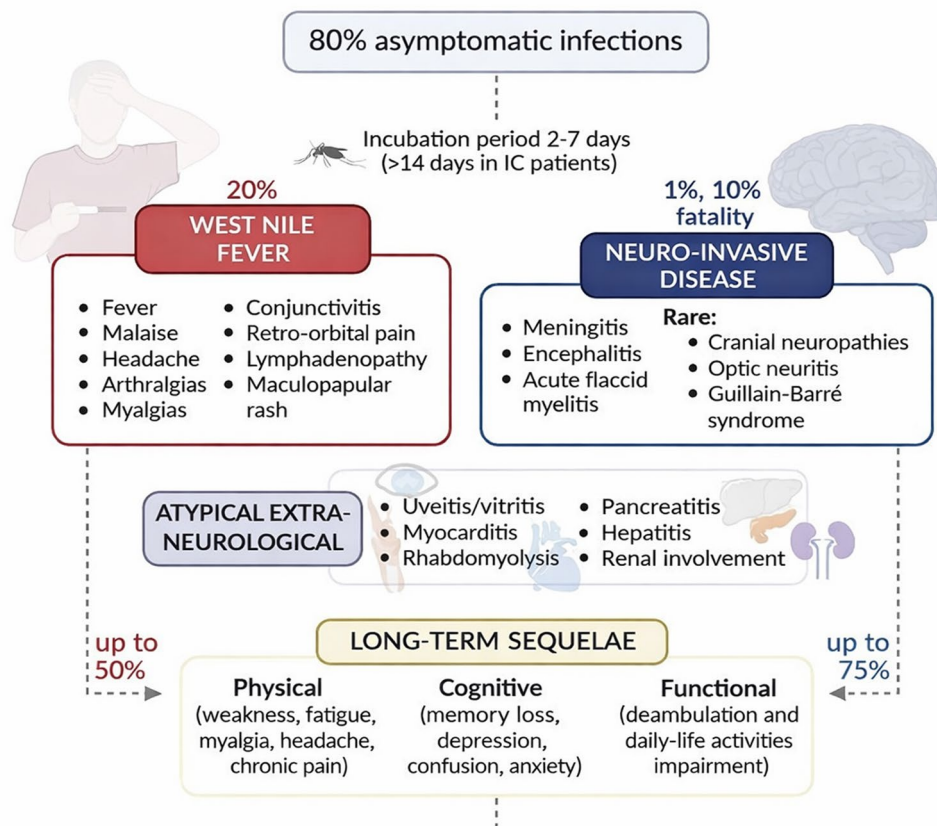 80% asymptomatic infections
Incubation period 2-7 days
(>14 days in IC patients)
20%
WEST NILE
FEVER
• Fever
• Malaise
• Headache
• Arthralgias
• Myalgias
• Conjunctivitis
• Retro-orbital pain
• Lymphadenopathy
• Maculopapular
rash
1%, 10%
fatality
NEURO-INVASIVE
DISEASE
• Meningitis
• Encephalitis
• Acute flaccid
myelitis
Rare:
• Cranial neuropathies
• Optic neuritis
• Guillain-Barré
syndrome
ATYPICAL EXTRA-
NEUROLOGICAL
• Uveitis/vitritis
• Myocarditis
• Rhabdomyolysis
• Pancreatitis
• Hepatitis
• Renal involvement
up to
50%
up to
75%
LONG-TERM SEQUELAE
Physical
(weakness, fatigue,
myalgia, headache,
chronic pain)
Cognitive
(memory loss,
depression,
confusion, anxiety)
Functional
(deambulation and
daily-life activities
impairment)